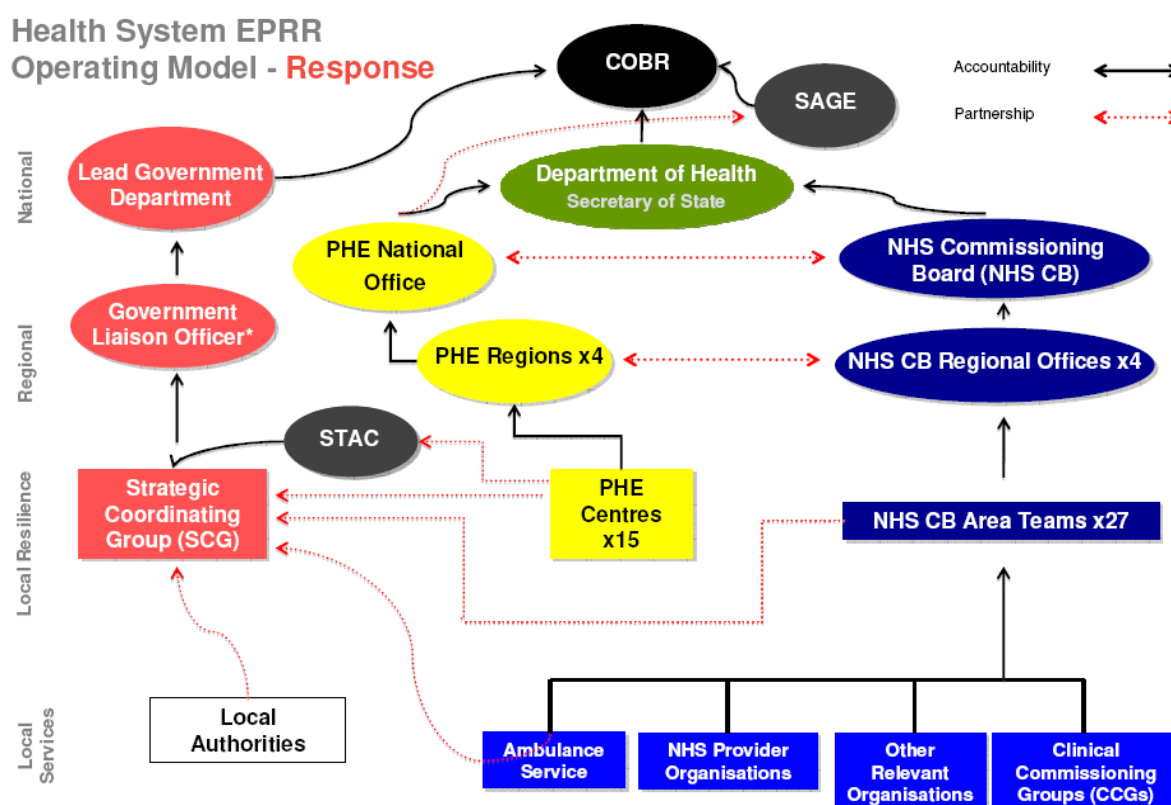 Health System EPRR
Operating Model - Response
COBR
SAGE
Accountability
Partnership
National
Lead Government
Department
Department of Health
Secretary of State
PHE National
Office
NHS Commissioning
Board (NHS CB)
Regional
Government
Liaison Officer*
PHE Regions x4
NHS CB Regional Offices x4
STAC
Local Resilience
Strategic
Coordinating
Group (SCG)
PHE
Centres
x15
NHS CB Area Teams x27
Local
Services
Local
Authorities
Ambulance
Service
NHS Provider
Organisations
Other
Relevant
Organisations
Clinical
Commissioning
Groups (CCGs)